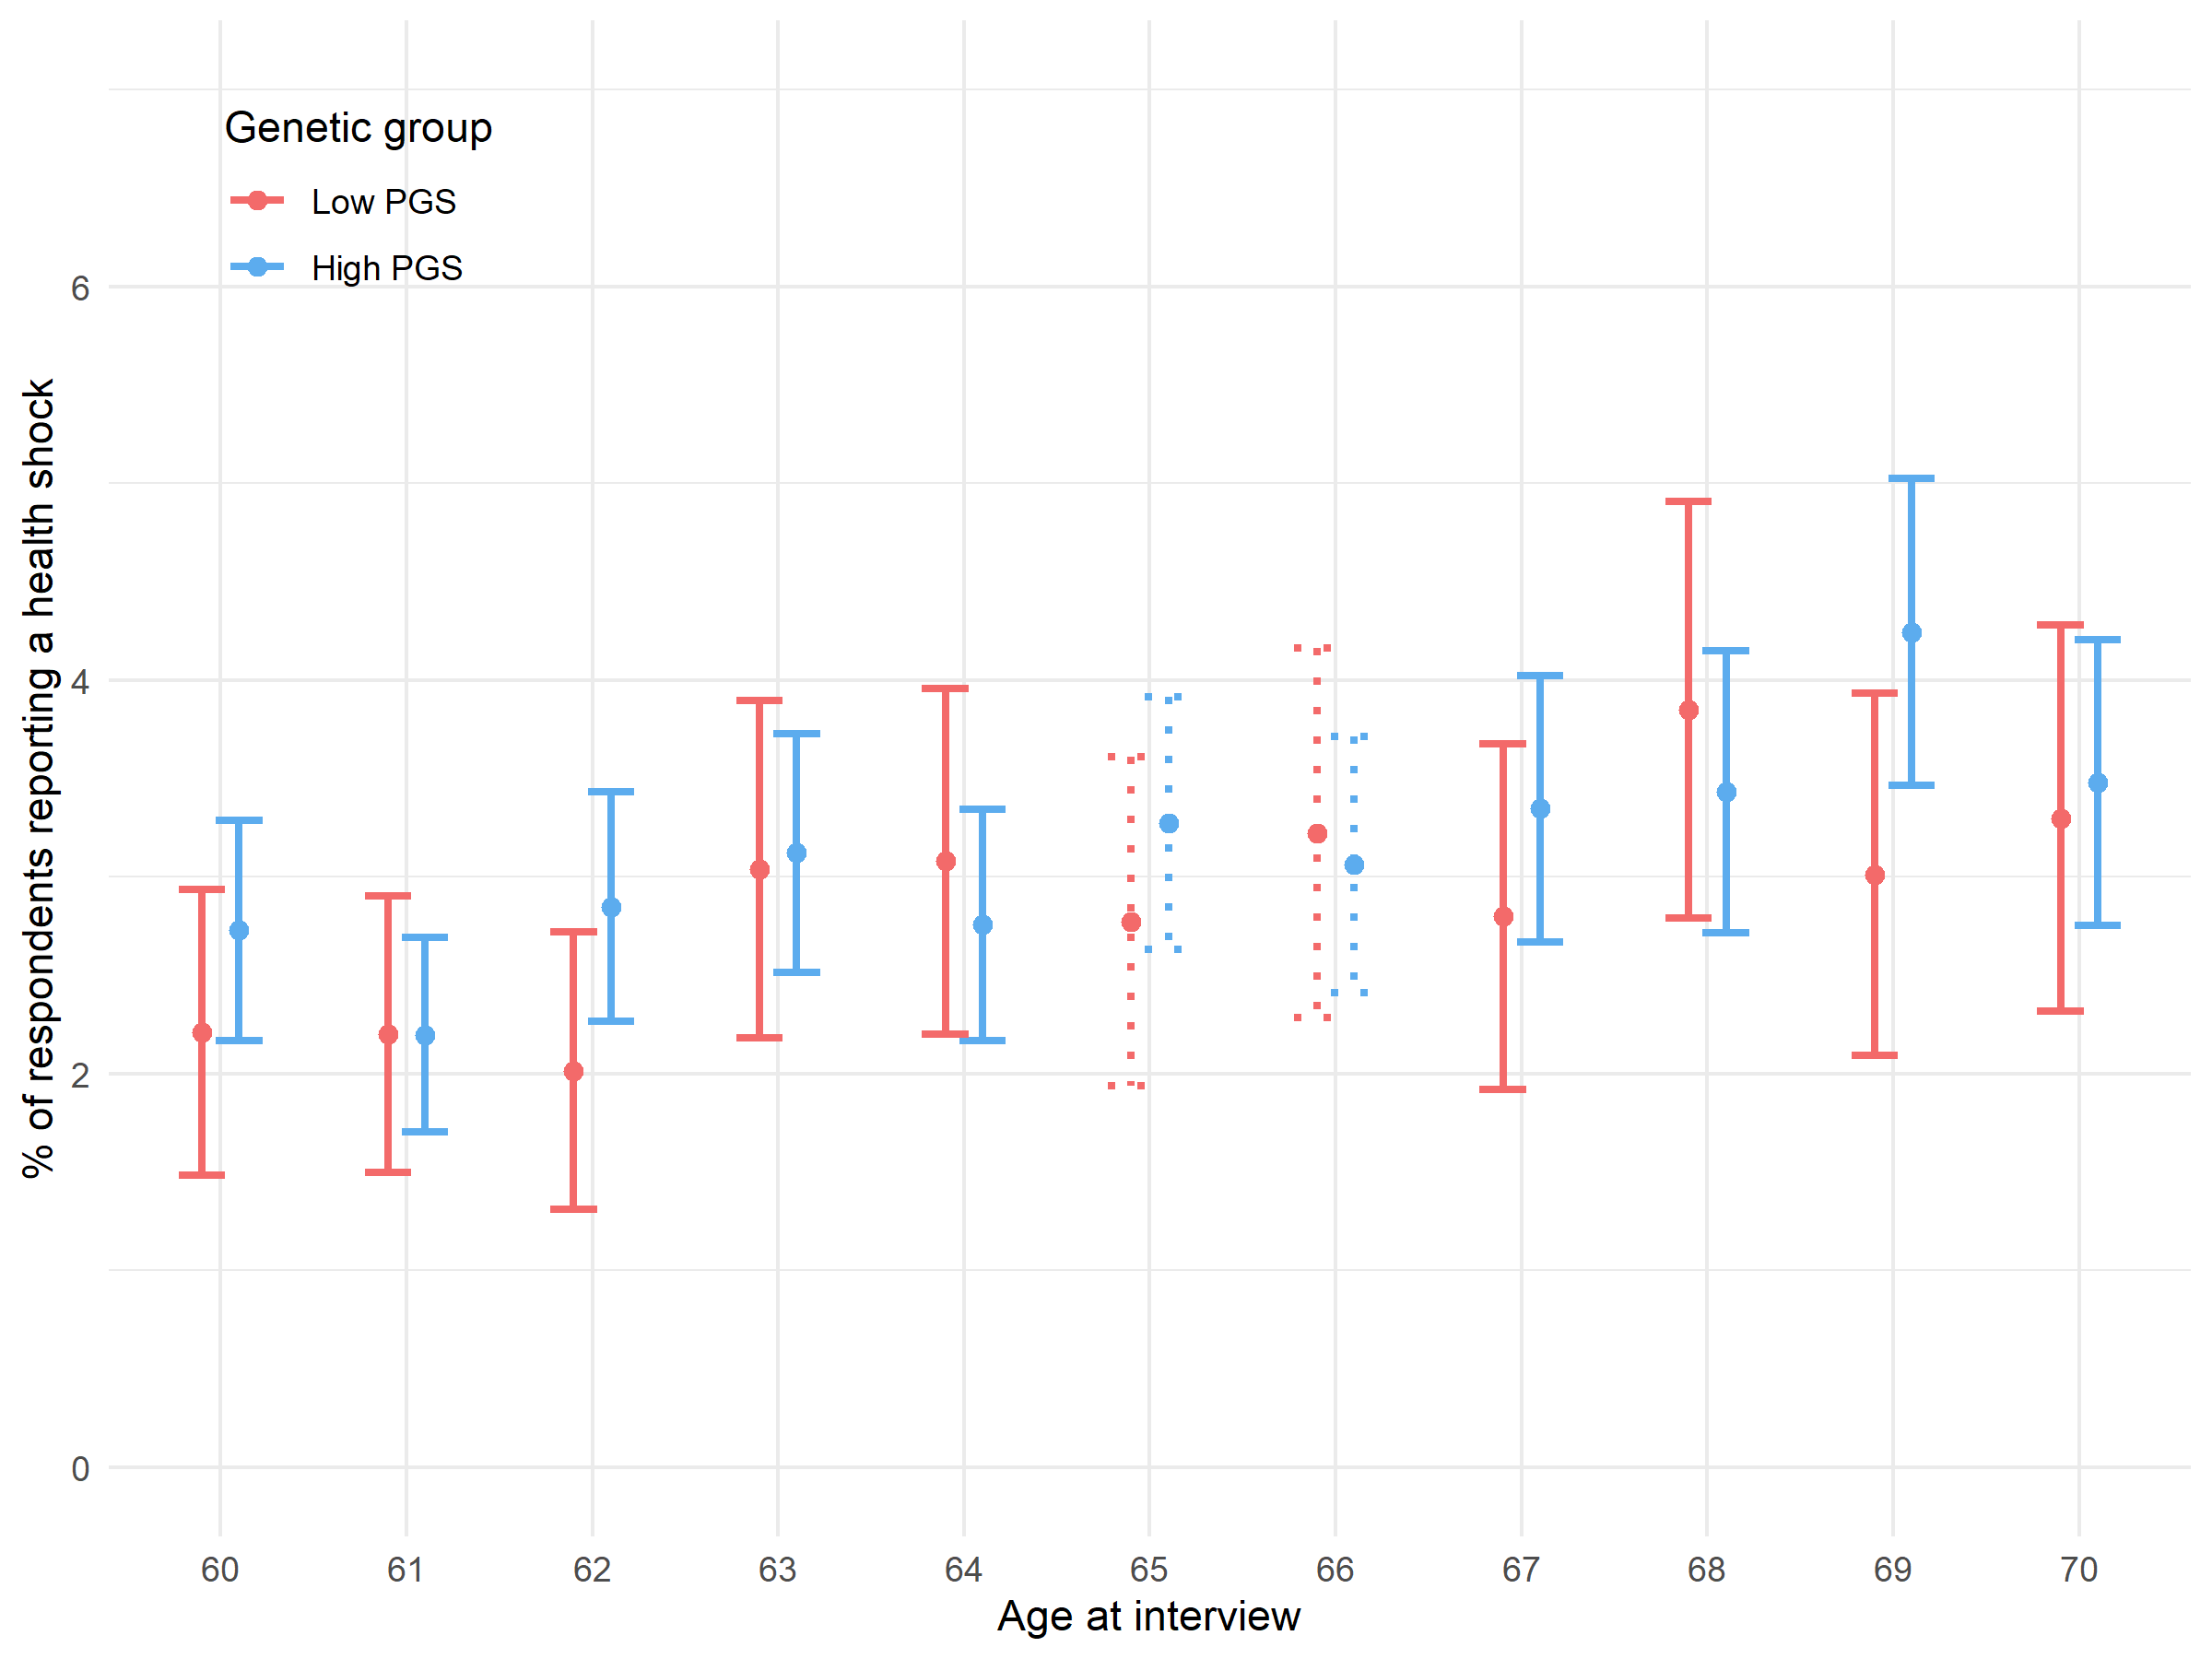 Genetic group
Low PGS
High PGS
% of respondents reporting a health shock
6
4
2
0
60 61 62 63 64 65 66 67 68 69 70
Age at interview